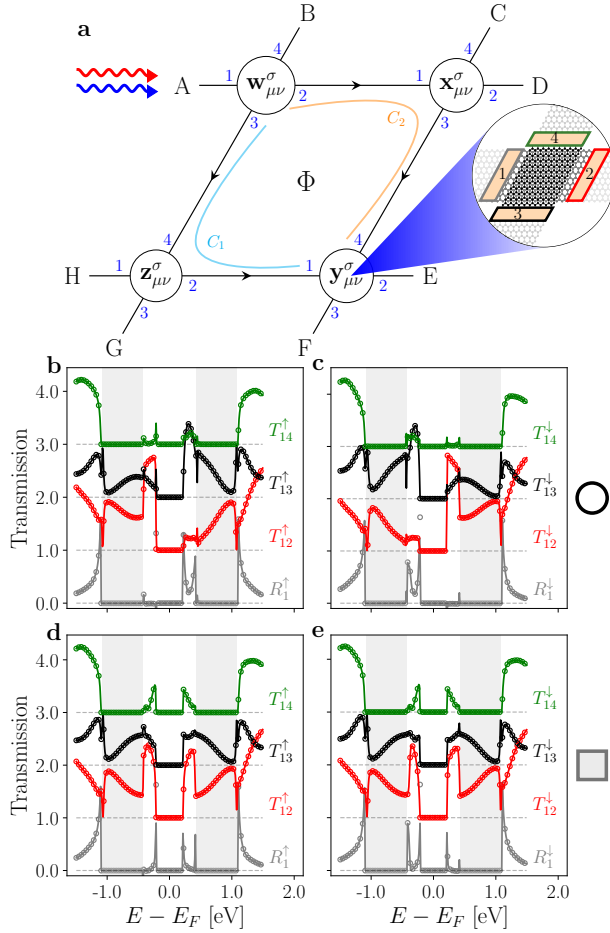 a
B C
A 1 4 w^σ_μν 2 3
1 4 x^σ_μν 2 3 D
4 1 2 3
C_2
Φ
C_1
H 1 4 z^σ_μν 2 3
1 4 y^σ_μν 2 3 E
G F
b c
Transmission
4.0
3.0
2.0
1.0
0.0
T^↑_14
T^↑_13
T^↑_12
R^↑_1
T^↓_14
T^↓_13
T^↓_12
R^↓_1
d e
Transmission
4.0
3.0
2.0
1.0
0.0
T^↑_14
T^↑_13
T^↑_12
R^↑_1
T^↓_14
T^↓_13
T^↓_12
R^↓_1
-1.0 0.0 1.0 -1.0 0.0 1.0
E − E_F [eV] E − E_F [eV]